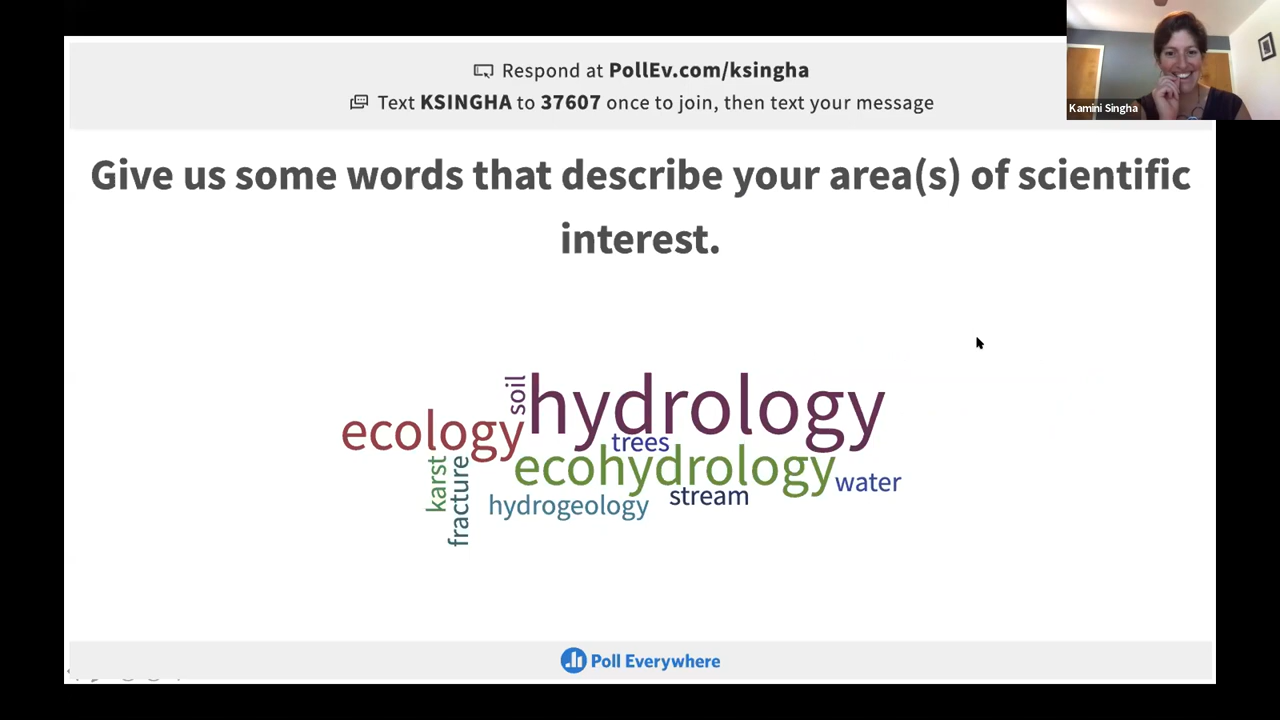 Respond at PollEv.com/ksingha
Text KSINGHA to 37607 once to join, then text your message
Kamini Singha
Give us some words that describe your area(s) of scientific
interest.
soil
hydrology
ecology
trees
ecohydrology
water
karst
fracture
hydrogeology
stream
Poll Everywhere